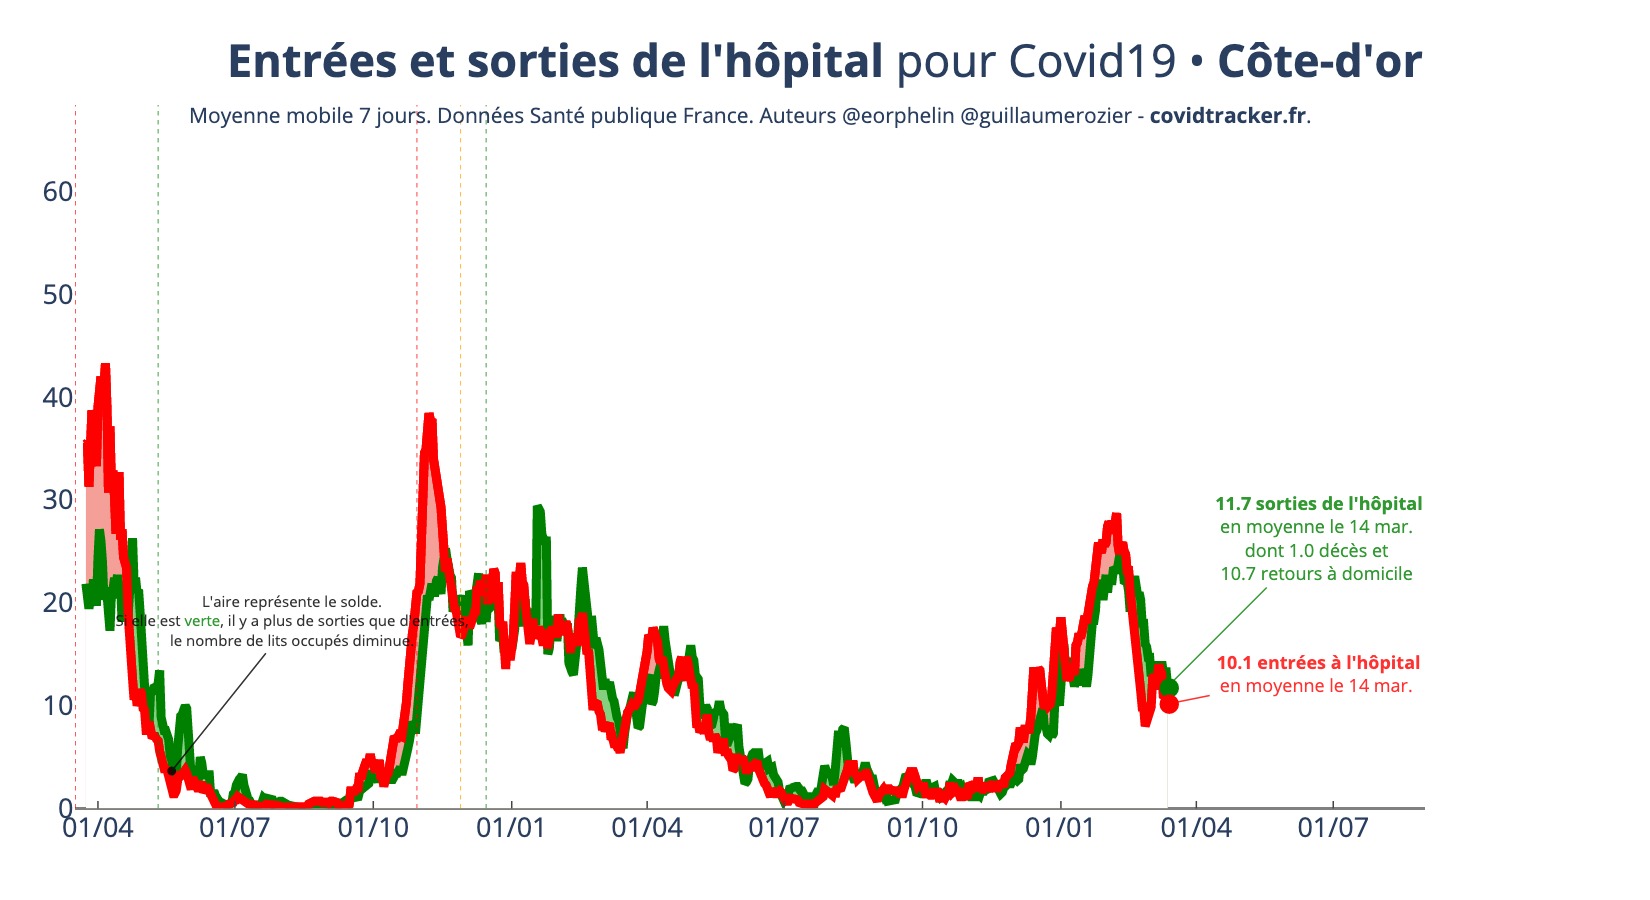 Entrées et sorties de l'hôpital pour Covid19 • Côte-d'or
Moyenne mobile 7 jours. Données Santé publique France. Auteurs @eorphelin @guillaumerozier - covidtracker.fr.
60
50
40
30
20
10
0
L'aire représente le solde.
Si elle est verte, il y a plus de sorties que d'entrées,
le nombre de lits occupés diminue.
11.7 sorties de l'hôpital
en moyenne le 14 mar.
dont 1.0 décès et
10.7 retours à domicile
10.1 entrées à l'hôpital
en moyenne le 14 mar.
01/04 01/07 01/10 01/01 01/04 01/07 01/10 01/01 01/04 01/07